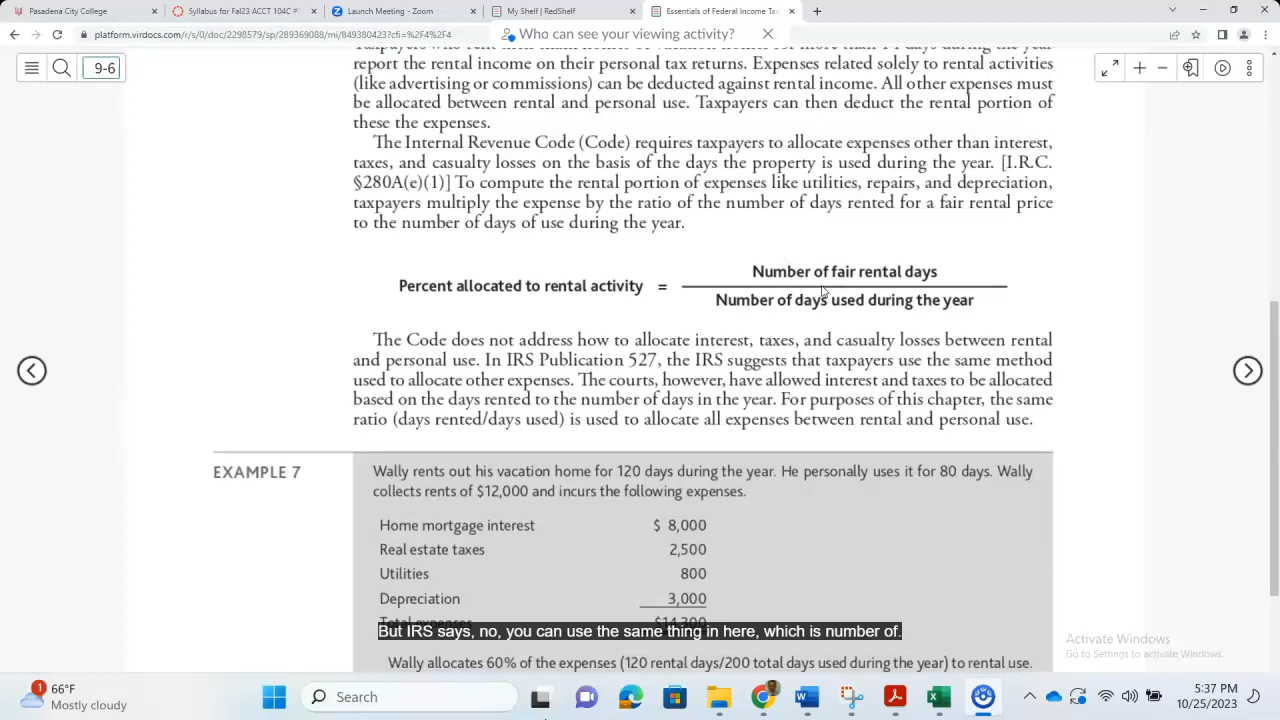 Pasadena City College
Syllabus for Fal23 ACCT 104C P
Launch Meeting - Zoom
My Shelf | RedShelf
Essentials of Federal Income Tax
platform.virdocs.com/r/s/0/doc/2298579/sp/289369088/mi/849380423?cfi=%2F4%2F4
Who can see your viewing activity?
9-6
report the rental income on their personal tax returns. Expenses related solely to rental activities
(like advertising or commissions) can be deducted against rental income. All other expenses must
be allocated between rental and personal use. Taxpayers can then deduct the rental portion of
these the expenses.
The Internal Revenue Code (Code) requires taxpayers to allocate expenses other than interest,
taxes, and casualty losses on the basis of the days the property is used during the year. [I.R.C.
§280A(e)(1)] To compute the rental portion of expenses like utilities, repairs, and depreciation,
taxpayers multiply the expense by the ratio of the number of days rented for a fair rental price
to the number of days of use during the year.
Percent allocated to rental activity = Number of fair rental days
Number of days used during the year
The Code does not address how to allocate interest, taxes, and casualty losses between rental
and personal use. In IRS Publication 527, the IRS suggests that taxpayers use the same method
used to allocate other expenses. The courts, however, have allowed interest and taxes to be allocated
based on the days rented to the number of days in the year. For purposes of this chapter, the same
ratio (days rented/days used) is used to allocate all expenses between rental and personal use.
EXAMPLE 7
Wally rents out his vacation home for 120 days during the year. He personally uses it for 80 days. Wally
collects rents of $12,000 and incurs the following expenses.
Home mortgage interest $ 8,000
Real estate taxes 2,500
Utilities 800
Depreciation 3,000
Total expenses $14,300
But IRS says, no, you can use the same thing in here, which is number of.
Wally allocates 60% of the expenses (120 rental days/200 total days used during the year) to rental use.
Activate Windows
Go to Settings to activate Windows.
1
66°F
Mostly cloudy
Search
5:37 PM
10/25/2023